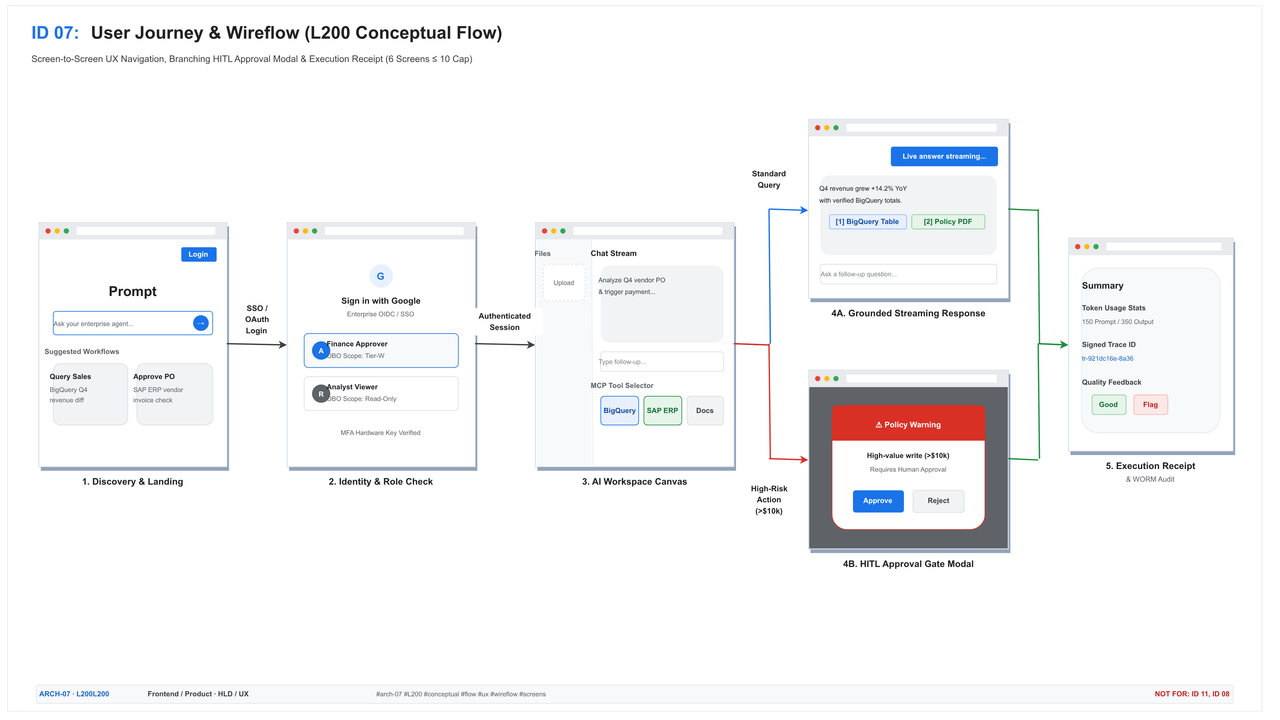 ID 07: User Journey & Wireflow (L200 Conceptual Flow)
Screen-to-Screen UX Navigation, Branching HITL Approval Modal & Execution Receipt (6 Screens ≤ 10 Cap)
Login
Prompt
Ask your enterprise agent...
→
Suggested Workflows
Query Sales
BigQuery Q4
revenue diff
Approve PO
SAP ERP vendor
invoice check
1. Discovery & Landing
SSO /
OAuth
Login
G
Sign in with Google
Enterprise OIDC / SSO
A
Finance Approver
OBO Scope: Tier-W
R
Analyst Viewer
OBO Scope: Read-Only
MFA Hardware Key Verified
2. Identity & Role Check
Authenticated
Session
Files
Upload
Chat Stream
Analyze Q4 vendor PO
& trigger payment...
Type follow-up...
MCP Tool Selector
BigQuery
SAP ERP
Docs
3. AI Workspace Canvas
Standard
Query
High-Risk
Action
(>$10k)
Live answer streaming...
Q4 revenue grew +14.2% YoY
with verified BigQuery totals.
[1] BigQuery Table
[2] Policy PDF
Ask a follow-up question...
4A. Grounded Streaming Response
⚠ Policy Warning
High-value write (>$10k)
Requires Human Approval
Approve
Reject
4B. HITL Approval Gate Modal
Summary
Token Usage Stats
150 Prompt / 350 Output
Signed Trace ID
tr-921dc16e-8a36
Quality Feedback
Good
Flag
5. Execution Receipt
& WORM Audit
ARCH-07 · L200L200
Frontend / Product · HLD / UX
#arch-07 #L200 #conceptual #flow #ux #wireflow #screens
NOT FOR: ID 11, ID 08